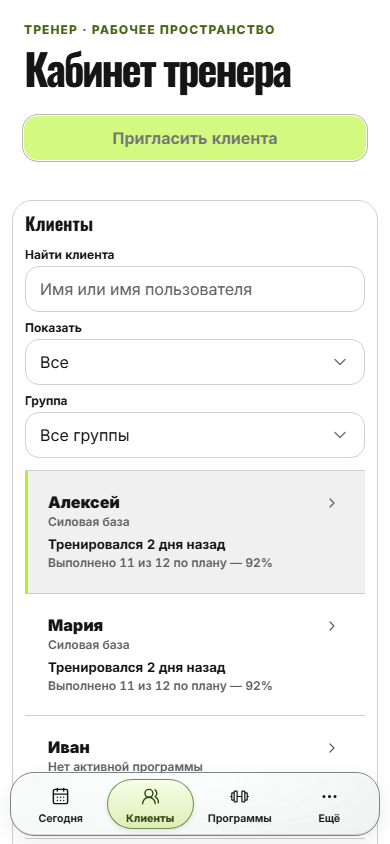 ТРЕНЕР · РАБОЧЕЕ ПРОСТРАНСТВО
Кабинет тренера
Пригласить клиента
Клиенты
Найти клиента
Имя или имя пользователя
Показать
Все
Группа
Все группы
Алексей
Силовая база
Тренировался 2 дня назад
Выполнено 11 из 12 по плану — 92%
Мария
Силовая база
Тренировался 2 дня назад
Выполнено 11 из 12 по плану — 92%
Иван
Нет активной программы
Сегодня
Клиенты
Программы
Ещё